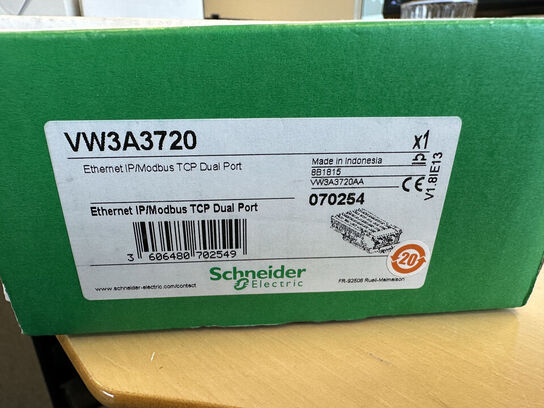 VW3A3720
x1
Ethernet IP/Modbus TCP Dual Port
Made in Indonesia
8B1815
VW3A3720AA
CE
V1.8IE13
070254
Ethernet IP/Modbus TCP Dual Port
3 606480 702549
Schneider
Electric
20
www.schneider-electric.com/contact
FR-92506 Rueil-Malmaison